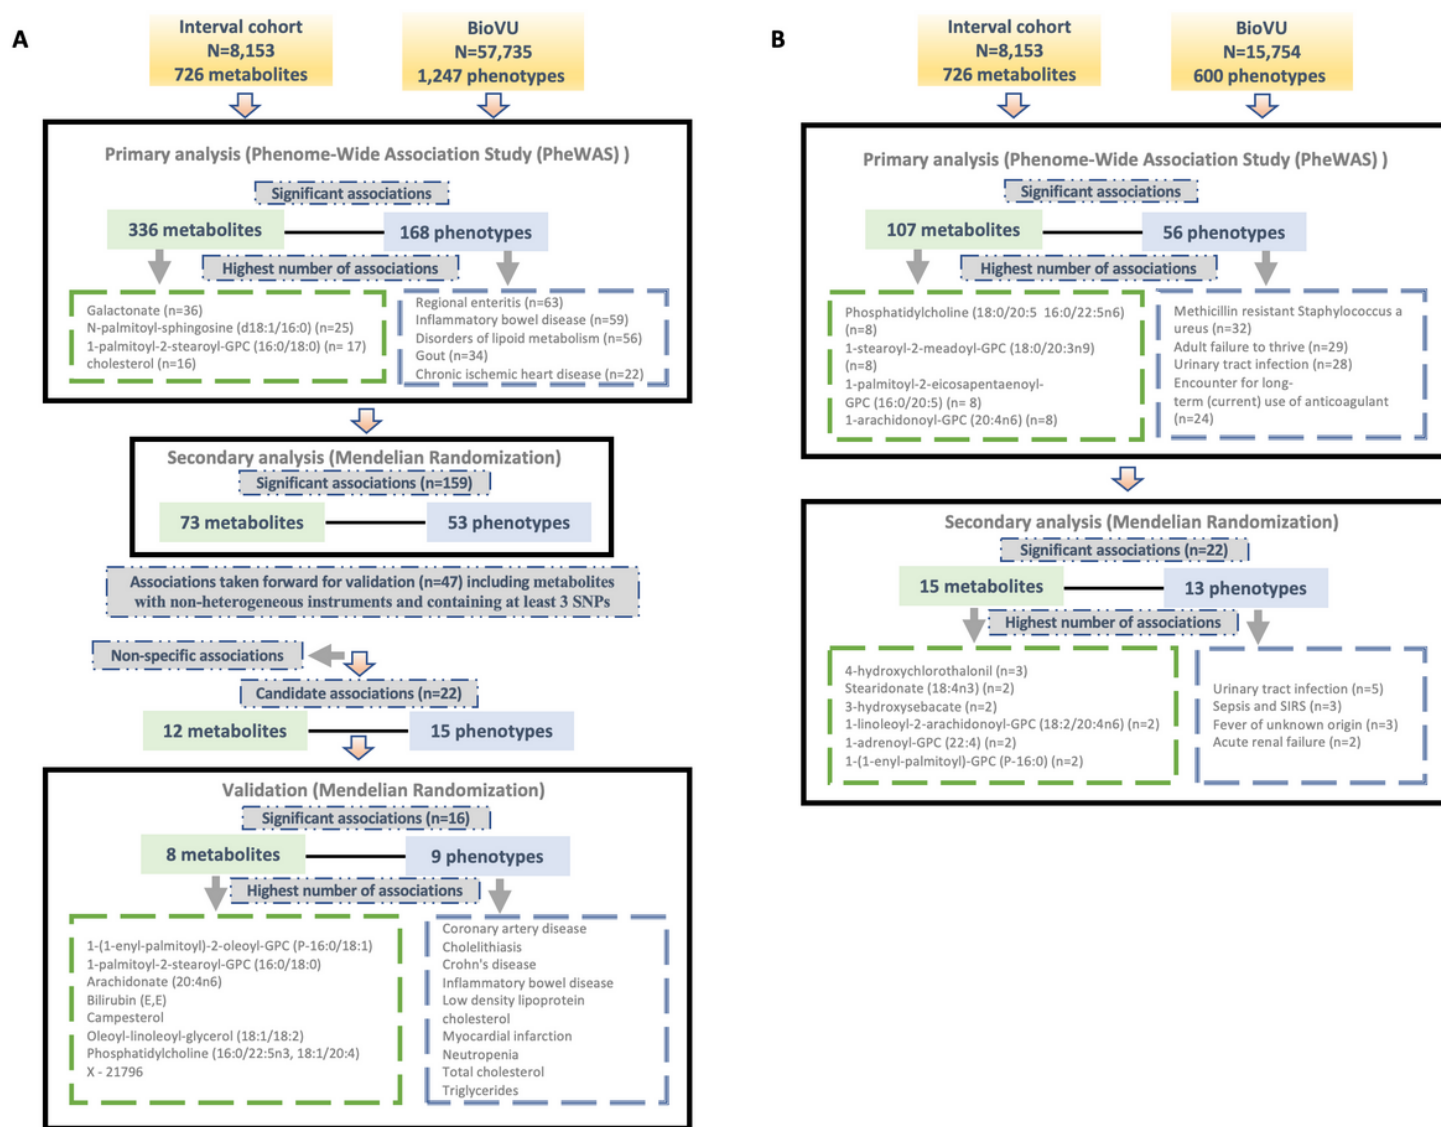 A
Interval cohort
N=8,153
726 metabolites
BioVU
N=57,735
1,247 phenotypes
Primary analysis (Phenome-Wide Association Study (PheWAS) )
Significant associations
336 metabolites
168 phenotypes
Highest number of associations
Galactonate (n=36)
N-palmitoyl-sphingosine (d18:1/16:0) (n=25)
1-palmitoyl-2-stearoyl-GPC (16:0/18:0) (n= 17)
cholesterol (n=16)
Regional enteritis (n=63)
Inflammatory bowel disease (n=59)
Disorders of lipoid metabolism (n=56)
Gout (n=34)
Chronic ischemic heart disease (n=22)
Secondary analysis (Mendelian Randomization)
Significant associations (n=159)
73 metabolites
53 phenotypes
Associations taken forward for validation (n=47) including metabolites
with non-heterogeneous instruments and containing at least 3 SNPs
Non-specific associations
Candidate associations (n=22)
12 metabolites
15 phenotypes
Validation (Mendelian Randomization)
Significant associations (n=16)
8 metabolites
9 phenotypes
Highest number of associations
1-(1-enyl-palmitoyl)-2-oleoyl-GPC (P-16:0/18:1)
1-palmitoyl-2-stearoyl-GPC (16:0/18:0)
Arachidonate (20:4n6)
Bilirubin (E,E)
Campesterol
Oleoyl-linoleoyl-glycerol (18:1/18:2)
Phosphatidylcholine (16:0/22:5n3, 18:1/20:4)
X - 21796
Coronary artery disease
Cholelithiasis
Crohn's disease
Inflammatory bowel disease
Low density lipoprotein
cholesterol
Myocardial infarction
Neutropenia
Total cholesterol
Triglycerides
B
Interval cohort
N=8,153
726 metabolites
BioVU
N=15,754
600 phenotypes
Primary analysis (Phenome-Wide Association Study (PheWAS) )
Significant associations
107 metabolites
56 phenotypes
Highest number of associations
Phosphatidylcholine (18:0/20:5 16:0/22:5n6)
(n=8)
1-stearoyl-2-meadoyl-GPC (18:0/20:3n9)
(n=8)
1-palmitoyl-2-eicosapentaenoyl-
GPC (16:0/20:5) (n= 8)
1-arachidonoyl-GPC (20:4n6) (n=8)
Methicillin resistant Staphylococcus a
ureus (n=32)
Adult failure to thrive (n=29)
Urinary tract infection (n=28)
Encounter for long-
term (current) use of anticoagulant
(n=24)
Secondary analysis (Mendelian Randomization)
Significant associations (n=22)
15 metabolites
13 phenotypes
Highest number of associations
4-hydroxychlorothalonil (n=3)
Stearidonate (18:4n3) (n=2)
3-hydroxysebacate (n=2)
1-linoleoyl-2-arachidonoyl-GPC (18:2/20:4n6) (n=2)
1-adrenoyl-GPC (22:4) (n=2)
1-(1-enyl-palmitoyl)-GPC (P-16:0) (n=2)
Urinary tract infection (n=5)
Sepsis and SIRS (n=3)
Fever of unknown origin (n=3)
Acute renal failure (n=2)